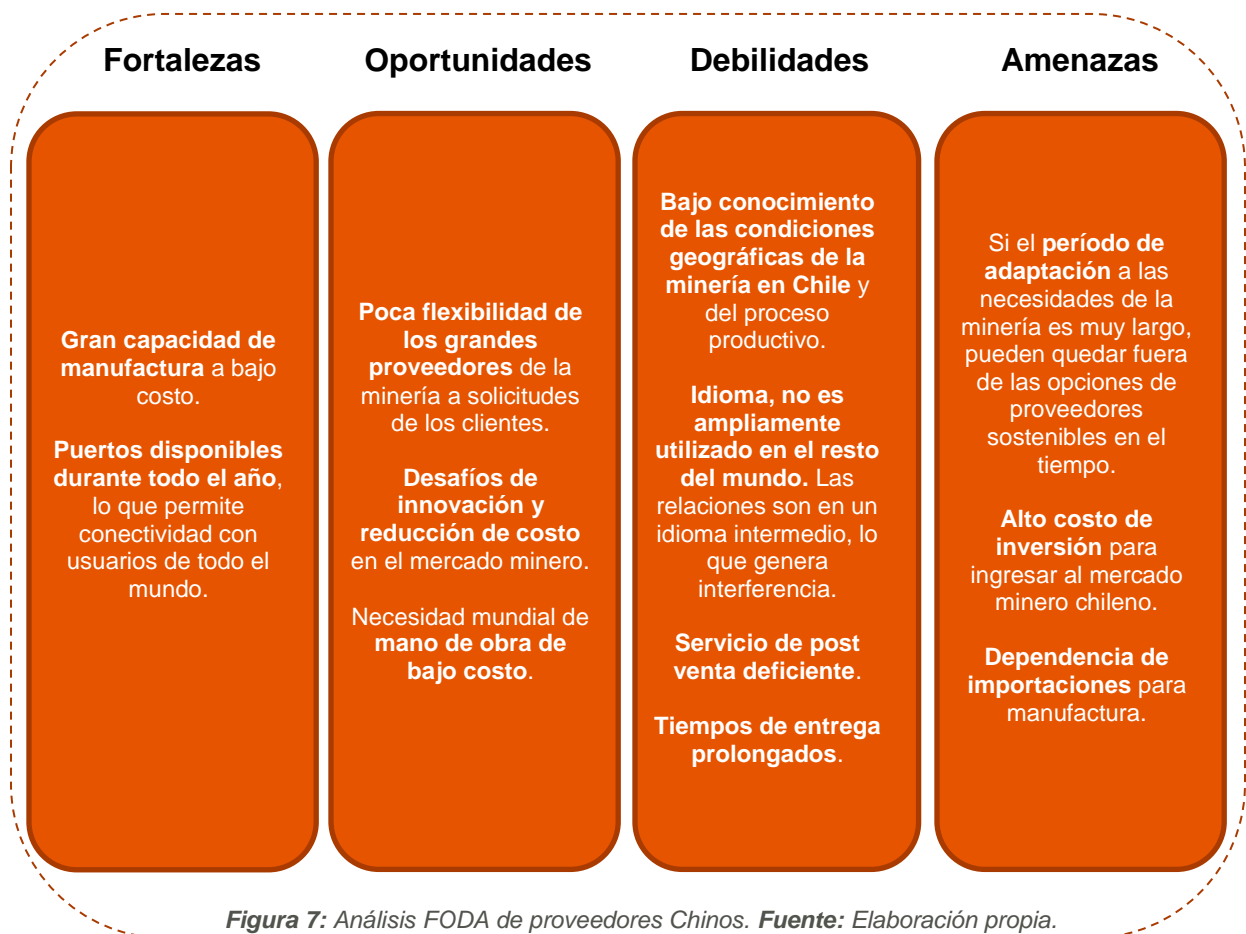 Fortalezas
Gran capacidad de
manufactura a bajo
costo.
Puertos disponibles
durante todo el año,
lo que permite
conectividad con
usuarios de todo el
mundo.
Oportunidades
Poca flexibilidad de
los grandes
proveedores de la
minería a solicitudes
de los clientes.
Desafíos de
innovación y
reducción de costo
en el mercado minero.
Necesidad mundial de
mano de obra de
bajo costo.
Debilidades
Bajo conocimiento
de las condiciones
geográficas de la
minería en Chile y
del proceso
productivo.
Idioma, no es
ampliamente
utilizado en el resto
del mundo. Las
relaciones son en un
idioma intermedio, lo
que genera
interferencia.
Servicio de post
venta deficiente.
Tiempos de entrega
prolongados.
Amenazas
Si el período de
adaptación a las
necesidades de la
minería es muy largo,
pueden quedar fuera
de las opciones de
proveedores
sostenibles en el
tiempo.
Alto costo de
inversión para
ingresar al mercado
minero chileno.
Dependencia de
importaciones para
manufactura.
Figura 7: Análisis FODA de proveedores Chinos. Fuente: Elaboración propia.